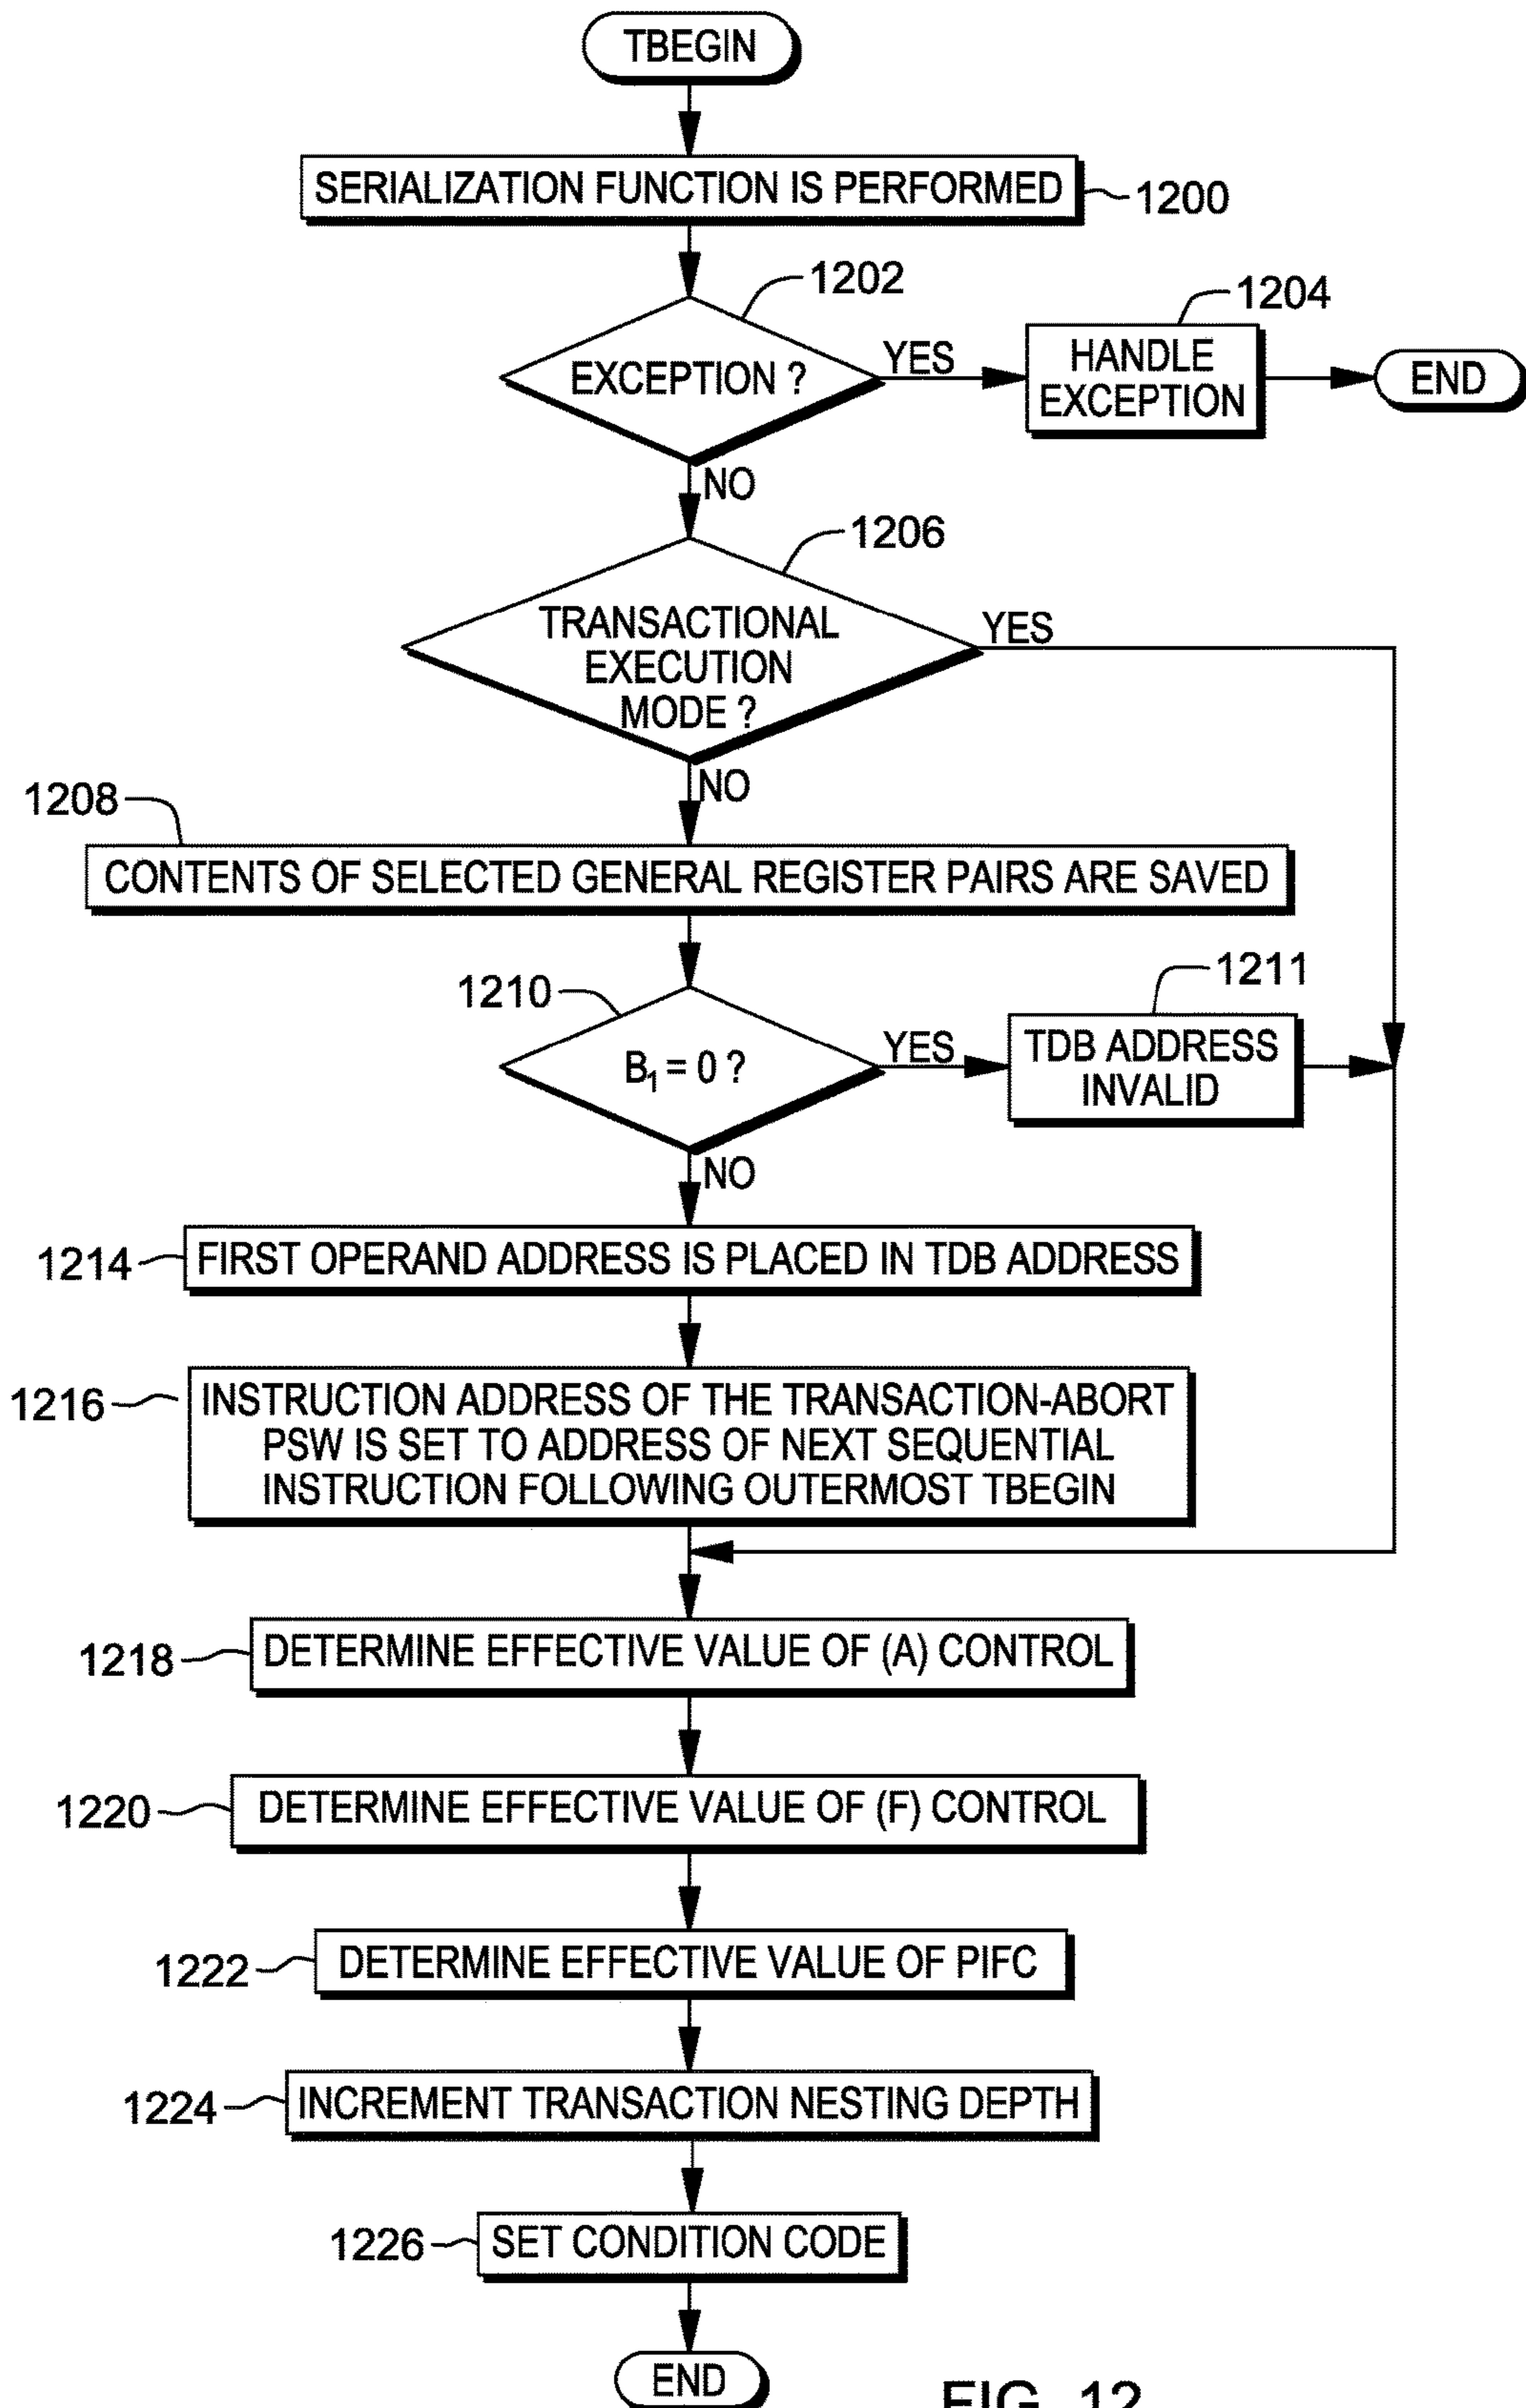 TBEGIN
SERIALIZATION FUNCTION IS PERFORMED
1200
1202
1204
EXCEPTION ?
YES
HANDLE
EXCEPTION
END
NO
1206
TRANSACTIONAL
EXECUTION
MODE ?
YES
NO
1208
CONTENTS OF SELECTED GENERAL REGISTER PAIRS ARE SAVED
1210
1211
B1 = 0 ?
YES
TDB ADDRESS
INVALID
NO
1214
FIRST OPERAND ADDRESS IS PLACED IN TDB ADDRESS
1216
INSTRUCTION ADDRESS OF THE TRANSACTION-ABORT
PSW IS SET TO ADDRESS OF NEXT SEQUENTIAL
INSTRUCTION FOLLOWING OUTERMOST TBEGIN
1218
DETERMINE EFFECTIVE VALUE OF (A) CONTROL
1220
DETERMINE EFFECTIVE VALUE OF (F) CONTROL
1222
DETERMINE EFFECTIVE VALUE OF PIFC
1224
INCREMENT TRANSACTION NESTING DEPTH
1226
SET CONDITION CODE
END
FIG. 12